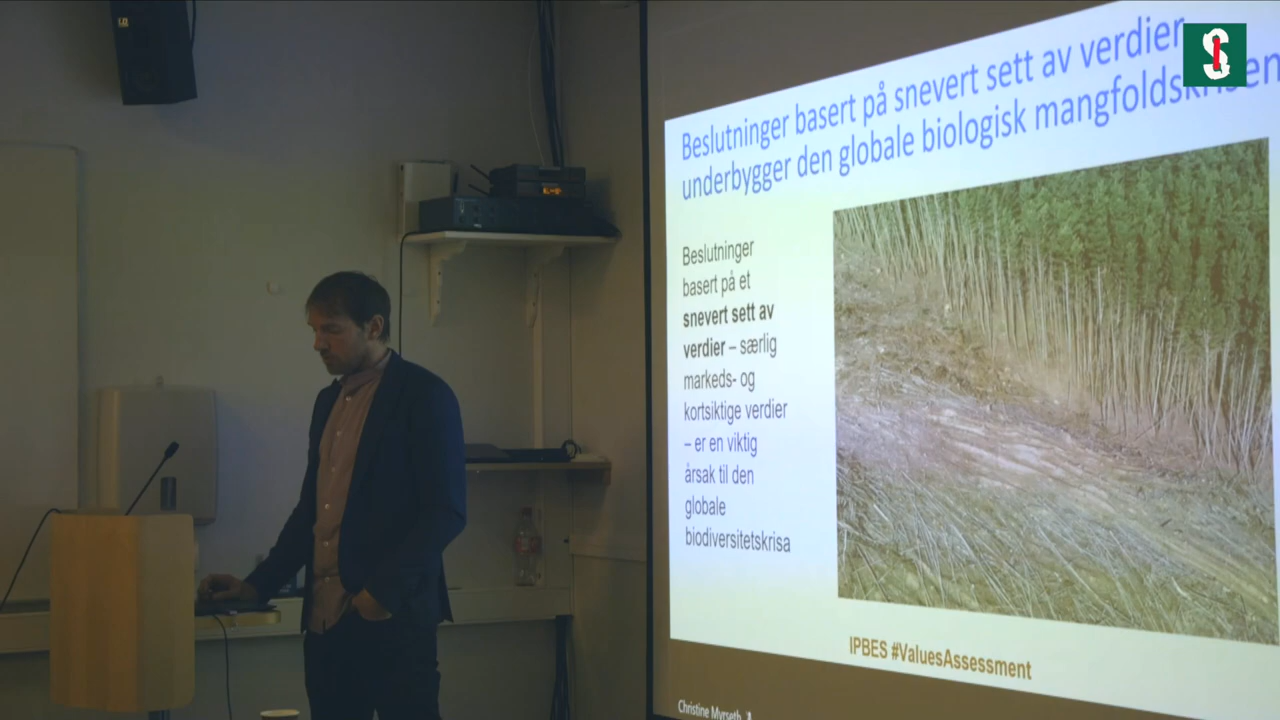 Beslutninger basert på snevert sett av verdier
underbygger den globale biologisk mangfoldskrisen
Beslutninger
basert på et
snevert sett av
verdier – særlig
markeds- og
kortsiktige verdier
– er en viktig
årsak til den
globale
biodiversitetskrisa
IPBES #ValuesAssessment
Christine Myrseth